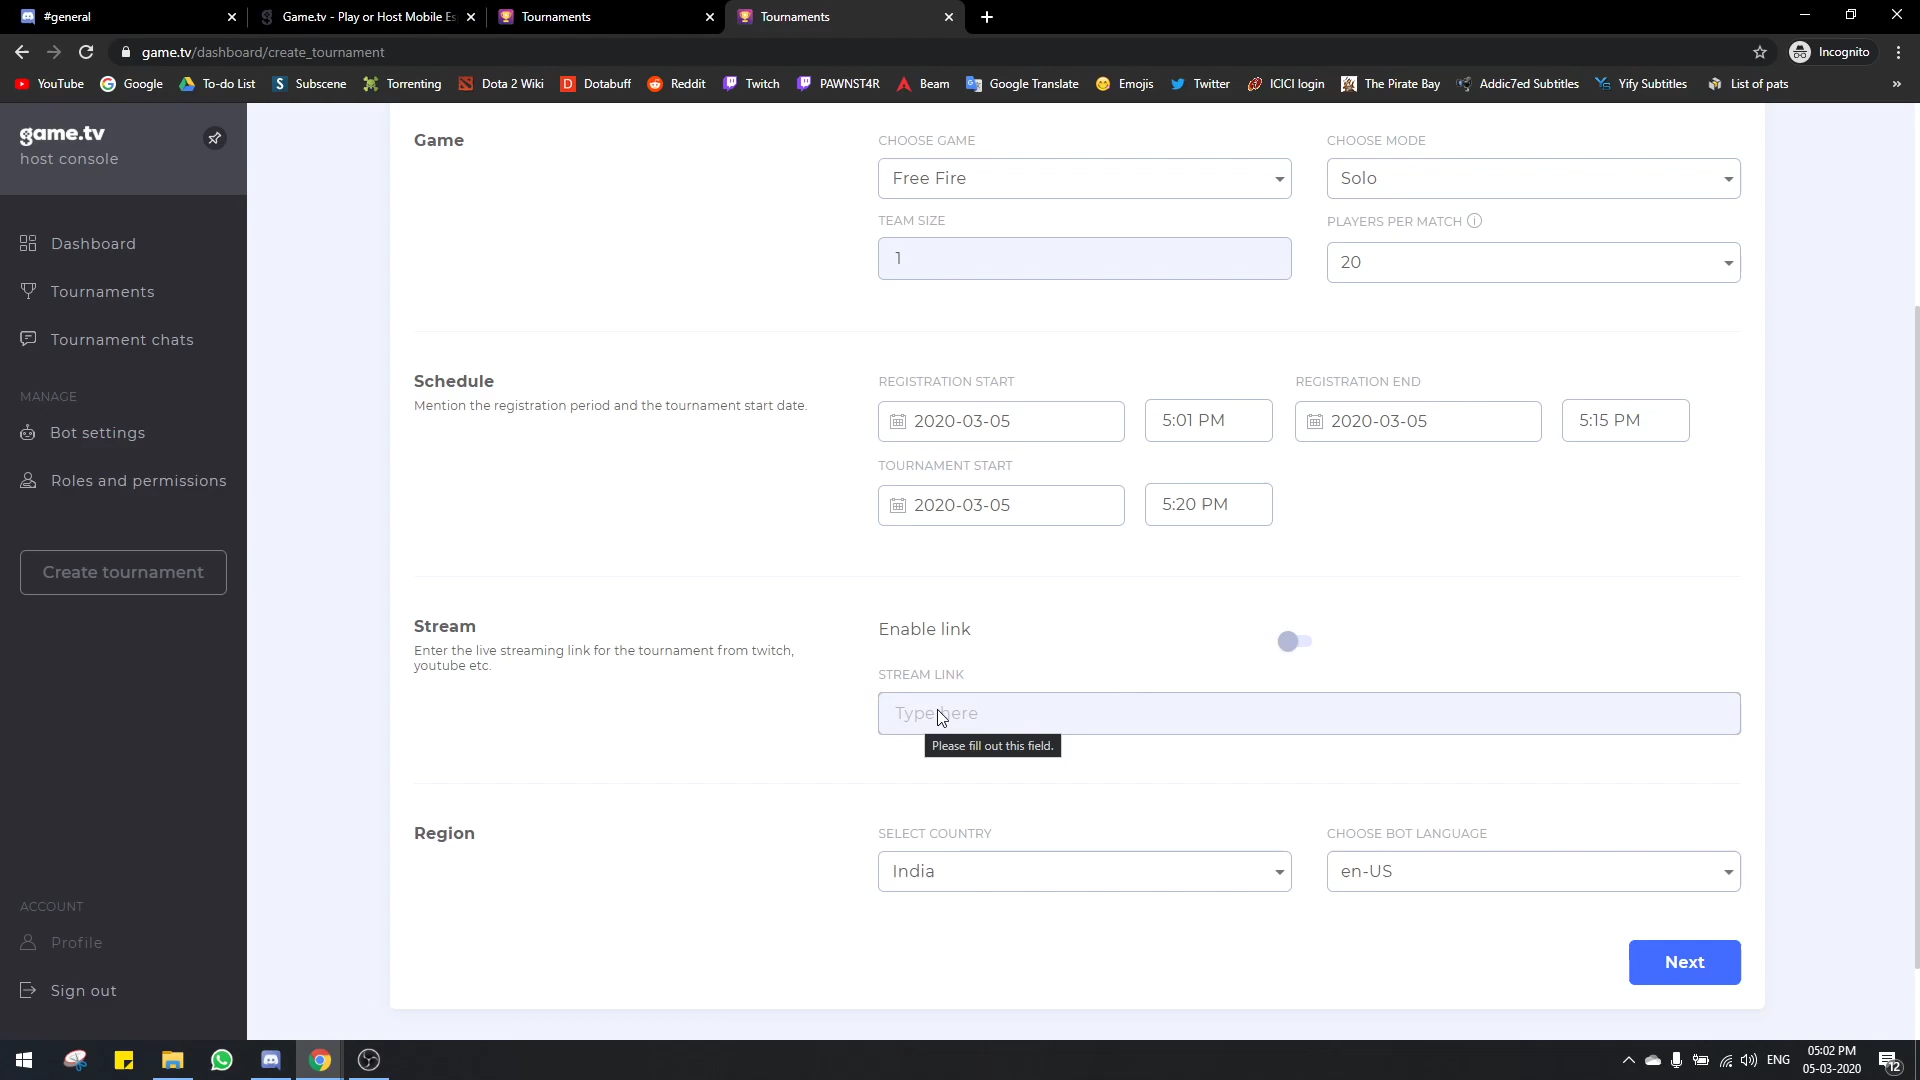 #general
Game.tv - Play or Host Mobile Es
Tournaments
Tournaments
game.tv/dashboard/create_tournament
Incognito
YouTube
Google
To-do List
Subscene
Torrenting
Dota 2 Wiki
Dotabuff
Reddit
Twitch
PAWNST4R
Beam
Google Translate
Emojis
Twitter
ICICI login
The Pirate Bay
Addic7ed Subtitles
Yify Subtitles
List of pats
game.tv
host console
Dashboard
Tournaments
Tournament chats
MANAGE
Bot settings
Roles and permissions
Create tournament
ACCOUNT
Profile
Sign out
Game
CHOOSE GAME
Free Fire
CHOOSE MODE
Solo
TEAM SIZE
1
PLAYERS PER MATCH
20
Schedule
Mention the registration period and the tournament start date.
REGISTRATION START
2020-03-05
5:01 PM
REGISTRATION END
2020-03-05
5:15 PM
TOURNAMENT START
2020-03-05
5:20 PM
Stream
Enter the live streaming link for the tournament from twitch,
youtube etc.
Enable link
STREAM LINK
Type here
Please fill out this field.
Region
SELECT COUNTRY
India
CHOOSE BOT LANGUAGE
en-US
Next
ENG
05:02 PM
05-03-2020
12